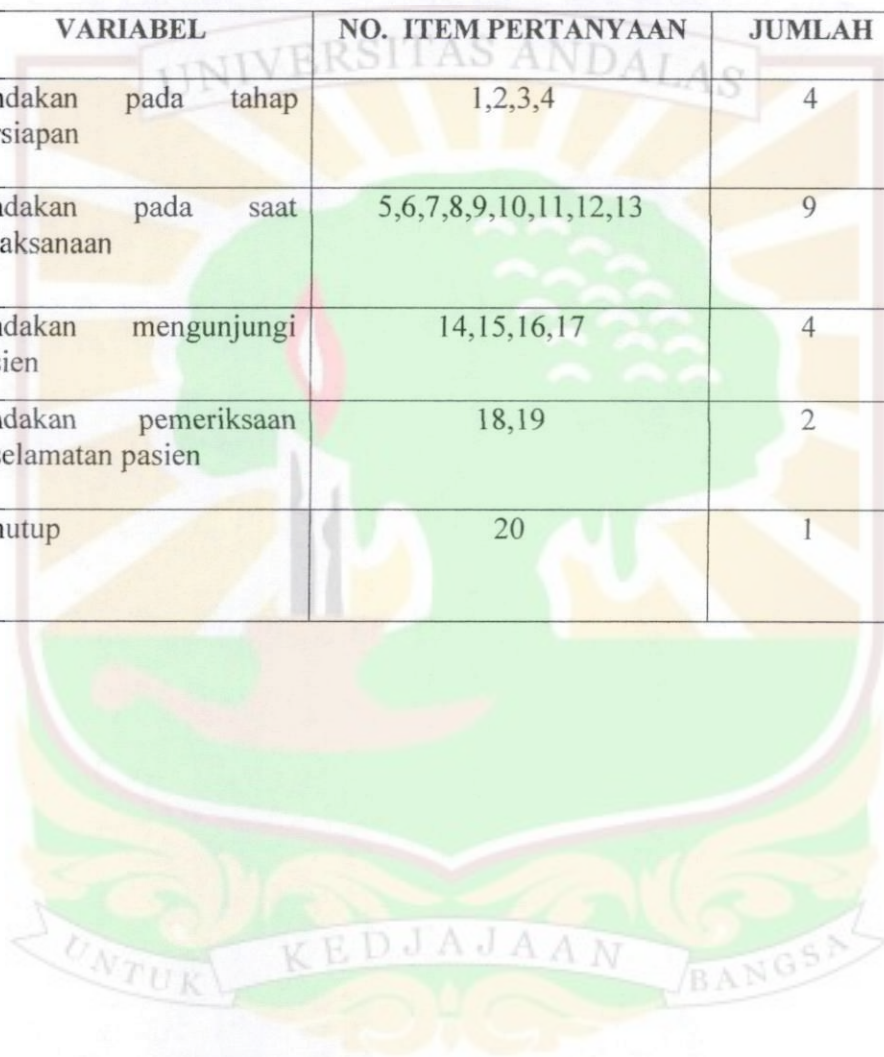 VARIABEL NO. ITEM PERTANYAAN JUMLAH
UNIVERSITAS ANDALAS
ndakan pada tahap 1,2,3,4 4
rsiapan
ndakan pada saat 5,6,7,8,9,10,11,12,13 9
aksanaan
ndakan mengunjungi 14,15,16,17 4
sien
ndakan pemeriksaan 18,19 2
selamatan pasien
nutup 20 1
UNTUK KEDJAJAAN BANGSA